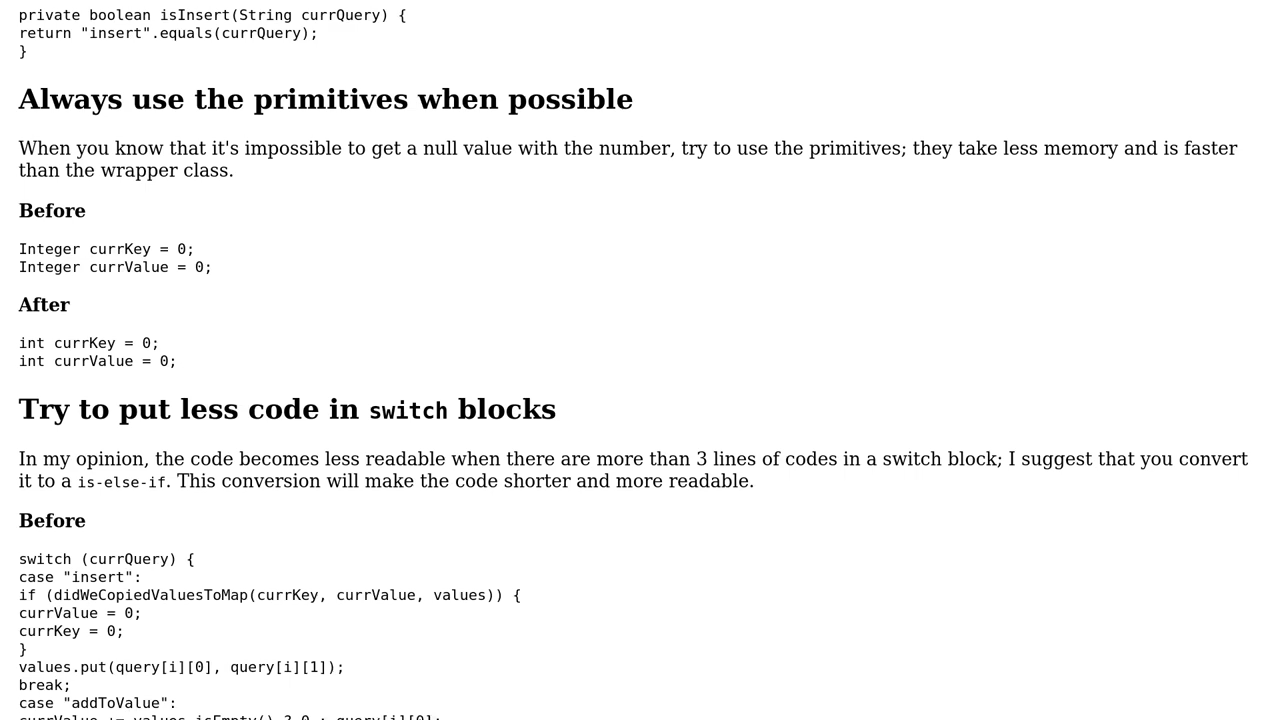 private boolean isInsert(String currQuery) {
return "insert".equals(currQuery);
}
Always use the primitives when possible
When you know that it's impossible to get a null value with the number, try to use the primitives; they take less memory and is faster
than the wrapper class.
Before
Integer currKey = 0;
Integer currValue = 0;
After
int currKey = 0;
int currValue = 0;
Try to put less code in switch blocks
In my opinion, the code becomes less readable when there are more than 3 lines of codes in a switch block; I suggest that you convert
it to a is-else-if. This conversion will make the code shorter and more readable.
Before
switch (currQuery) {
case "insert":
if (didWeCopiedValuesToMap(currKey, currValue, values)) {
currValue = 0;
currKey = 0;
}
values.put(query[i][0], query[i][1]);
break;
case "addToValue":
currValue += values.isEmpty() ? 0 : query[i][0];